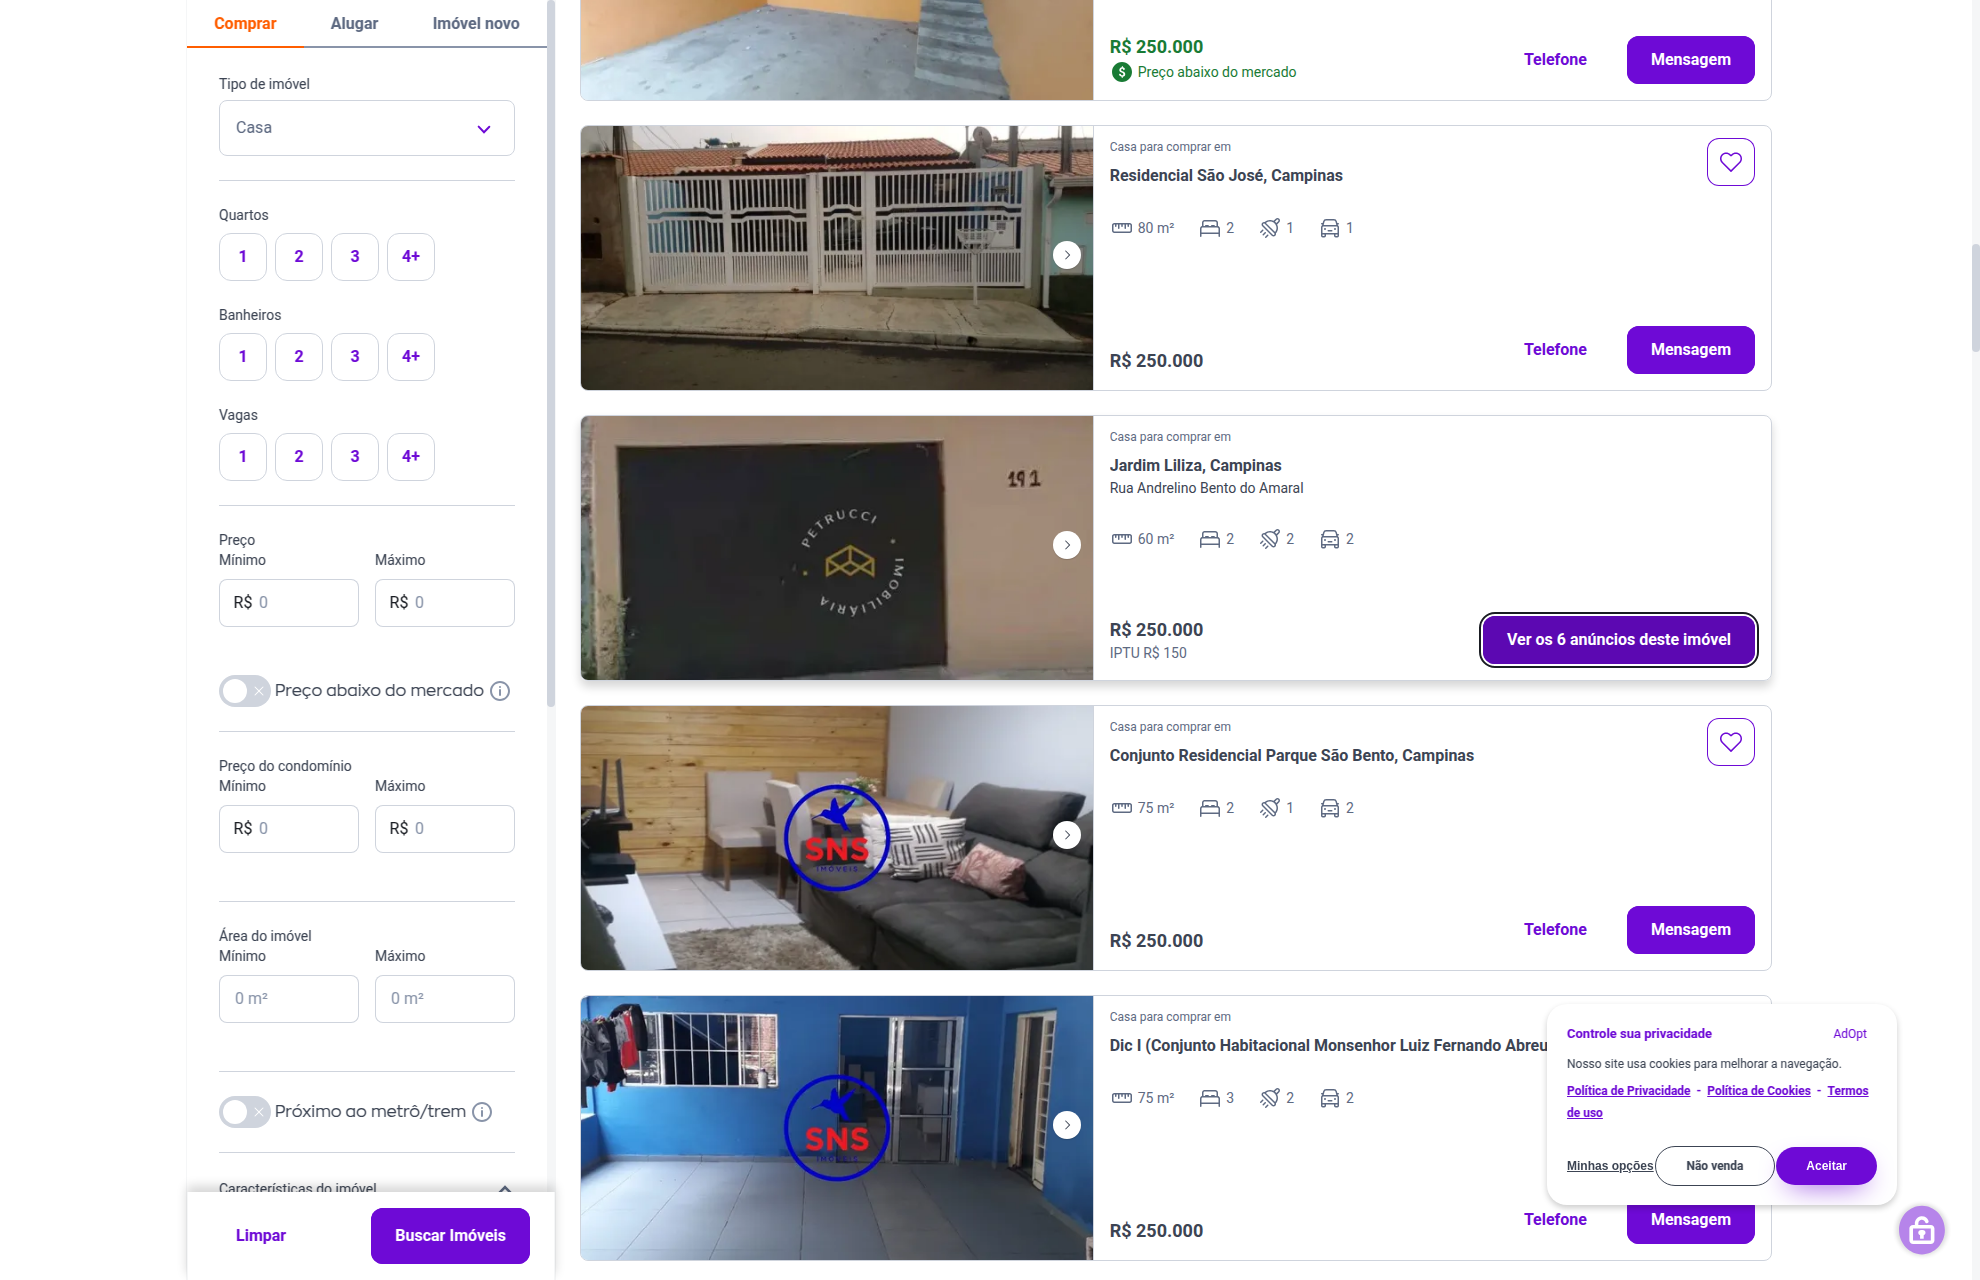 Comprar
Alugar
Imóvel novo
Tipo de imóvel
Casa
Quartos
1
2
3
4+
Banheiros
1
2
3
4+
Vagas
1
2
3
4+
Preço
Mínimo
Máximo
R$ 0
R$ 0
Preço abaixo do mercado
Preço do condomínio
Mínimo
Máximo
R$ 0
R$ 0
Área do imóvel
Mínimo
Máximo
0 m²
0 m²
Próximo ao metrô/trem
Características do imóvel
Limpar
Buscar Imóveis
R$ 250.000
Preço abaixo do mercado
Telefone
Mensagem
Casa para comprar em
Residencial São José, Campinas
80 m²
2
1
1
R$ 250.000
Telefone
Mensagem
191
PETRUCCI
IMOBILIÁRIA
Casa para comprar em
Jardim Liliza, Campinas
Rua Andrelino Bento do Amaral
60 m²
2
2
2
R$ 250.000
IPTU R$ 150
Ver os 6 anúncios deste imóvel
SNS
IMÓVEIS
Casa para comprar em
Conjunto Residencial Parque São Bento, Campinas
75 m²
2
1
2
R$ 250.000
Telefone
Mensagem
SNS
IMÓVEIS
Casa para comprar em
Dic I (Conjunto Habitacional Monsenhor Luiz Fernando Abreu
75 m²
3
2
2
R$ 250.000
Telefone
Mensagem
Controle sua privacidade
AdOpt
Nosso site usa cookies para melhorar a navegação.
Política de Privacidade - Política de Cookies - Termos
de uso
Minhas opções
Não venda
Aceitar